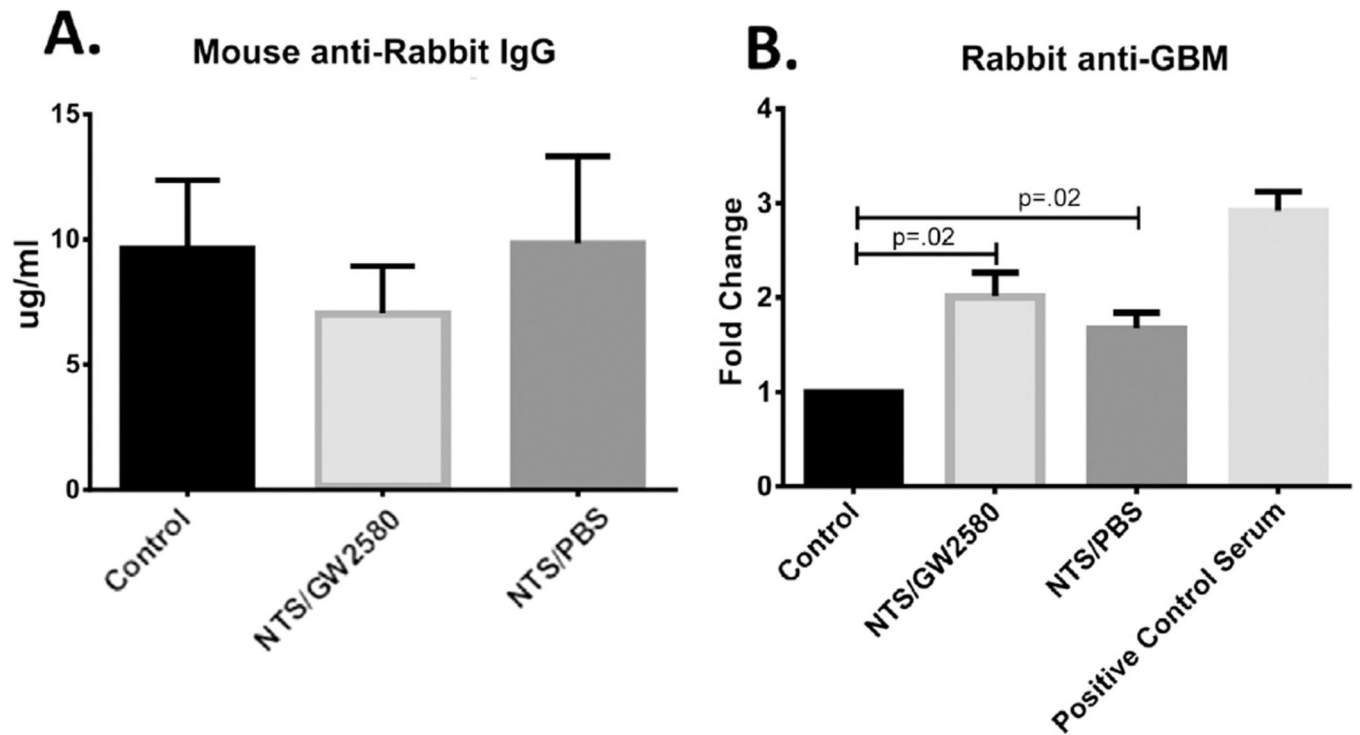 A.
Mouse anti-Rabbit IgG
15
10
5
0
ug/ml
Control
NTS/GW2580
NTS/PBS
B.
Rabbit anti-GBM
4
3
2
1
0
Fold Change
p=.02
p=.02
Control
NTS/GW2580
NTS/PBS
Positive Control Serum